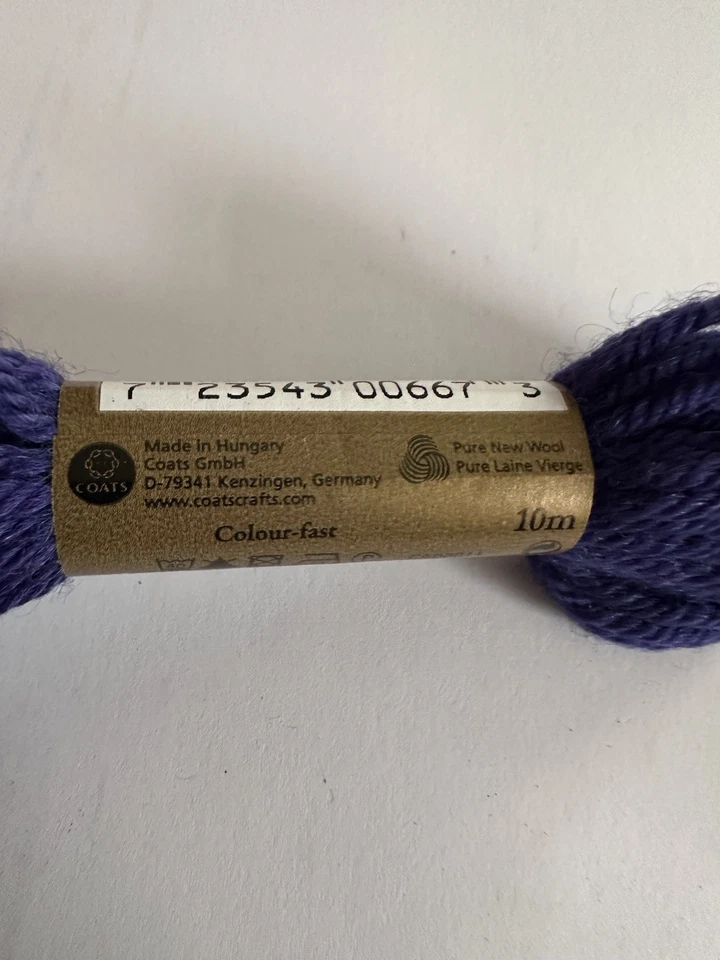 7 23543 00667 3
Made in Hungary
Coats GmbH
D-79341 Kenzingen, Germany
www.coatscrafts.com
COATS
Pure New Wool
Pure Laine Vierge
Colour-fast
10m